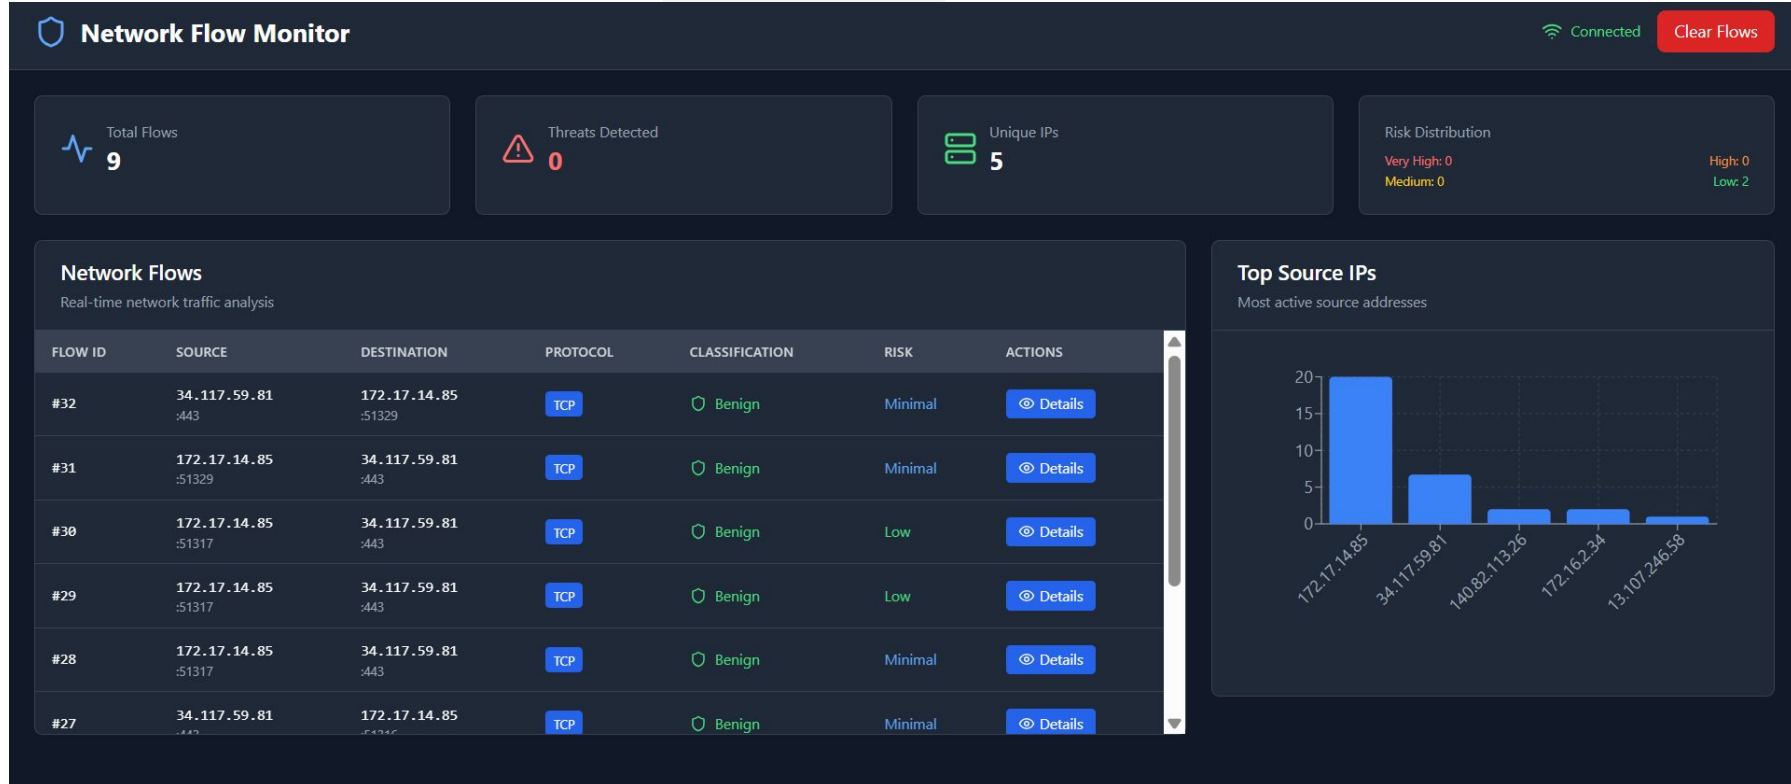 Network Flow Monitor
Connected
Clear Flows
Total Flows
9
Threats Detected
0
Unique IPs
5
Risk Distribution
Very High: 0
High: 0
Medium: 0
Low: 2
Network Flows
Real-time network traffic analysis
FLOW ID SOURCE DESTINATION PROTOCOL CLASSIFICATION RISK ACTIONS
#32 34.117.59.81 172.17.14.85 TCP Benign Minimal Details
:443 :51329
#31 172.17.14.85 34.117.59.81 TCP Benign Minimal Details
:51329 :443
#30 172.17.14.85 34.117.59.81 TCP Benign Low Details
:51317 :443
#29 172.17.14.85 34.117.59.81 TCP Benign Low Details
:51317 :443
#28 172.17.14.85 34.117.59.81 TCP Benign Minimal Details
:51317 :443
#27 34.117.59.81 172.17.14.85 TCP Benign Minimal Details
Top Source IPs
Most active source addresses
20
15
10
5
0
172.17.14.85
34.117.59.81
140.82.113.26
172.16.2.34
13.107.246.58